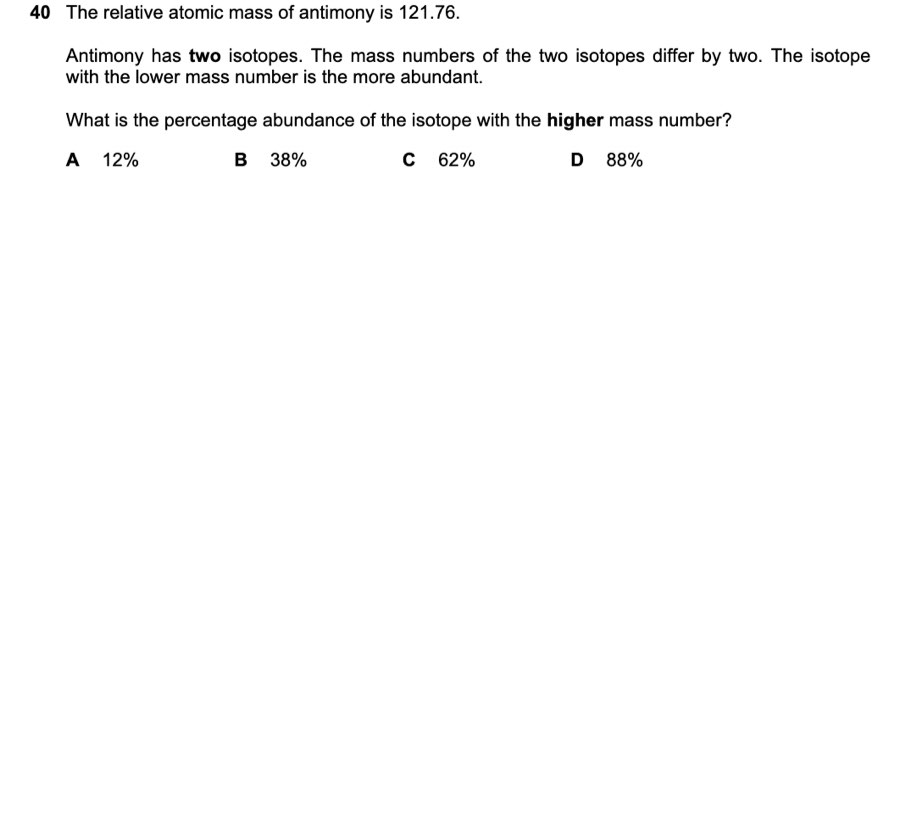 40 The relative atomic mass of antimony is 121.76.
Antimony has two isotopes. The mass numbers of the two isotopes differ by two. The isotope
with the lower mass number is the more abundant.
What is the percentage abundance of the isotope with the higher mass number?
A 12% B 38% C 62% D 88%